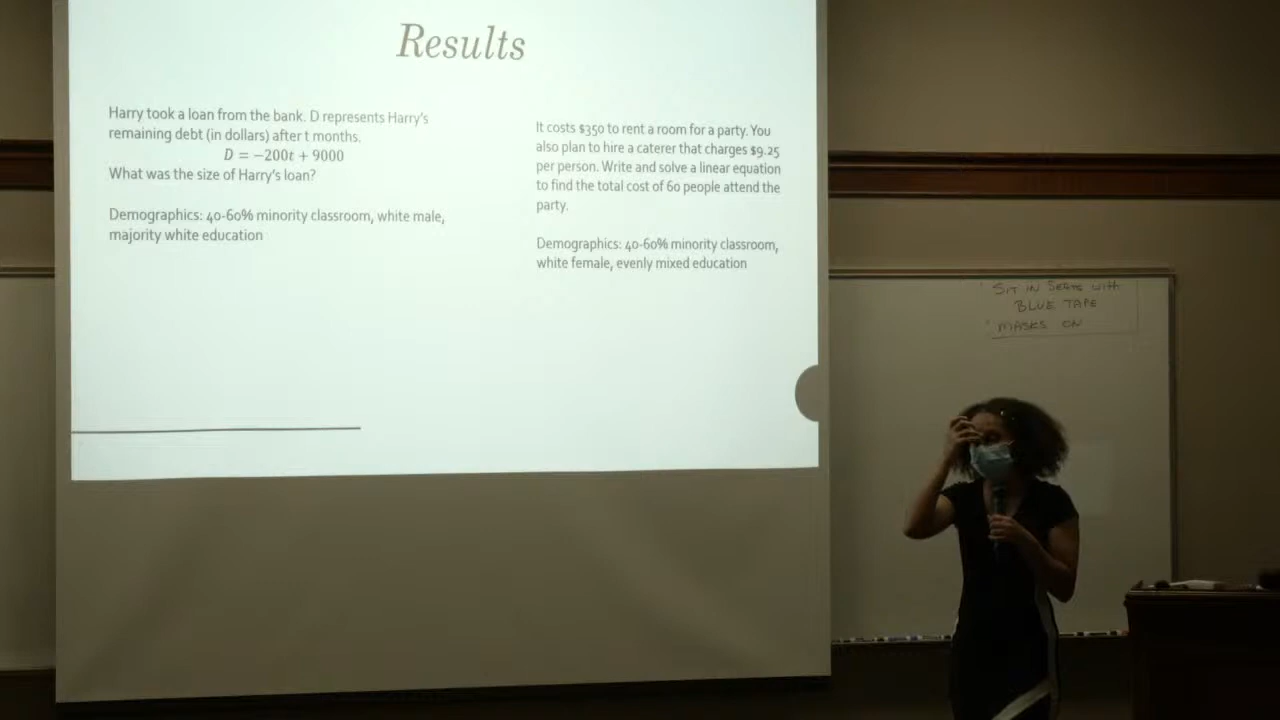 Results
Harry took a loan from the bank. D represents Harry's
remaining debt (in dollars) after t months.
D = −200t + 9000
What was the size of Harry's loan?
Demographics: 40-60% minority classroom, white male,
majority white education
It costs $350 to rent a room for a party. You
also plan to hire a caterer that charges $9.25
per person. Write and solve a linear equation
to find the total cost of 60 people attend the
party.
Demographics: 40-60% minority classroom,
white female, evenly mixed education
SIT IN SEATS WITH
BLUE TAPE
MASKS ON